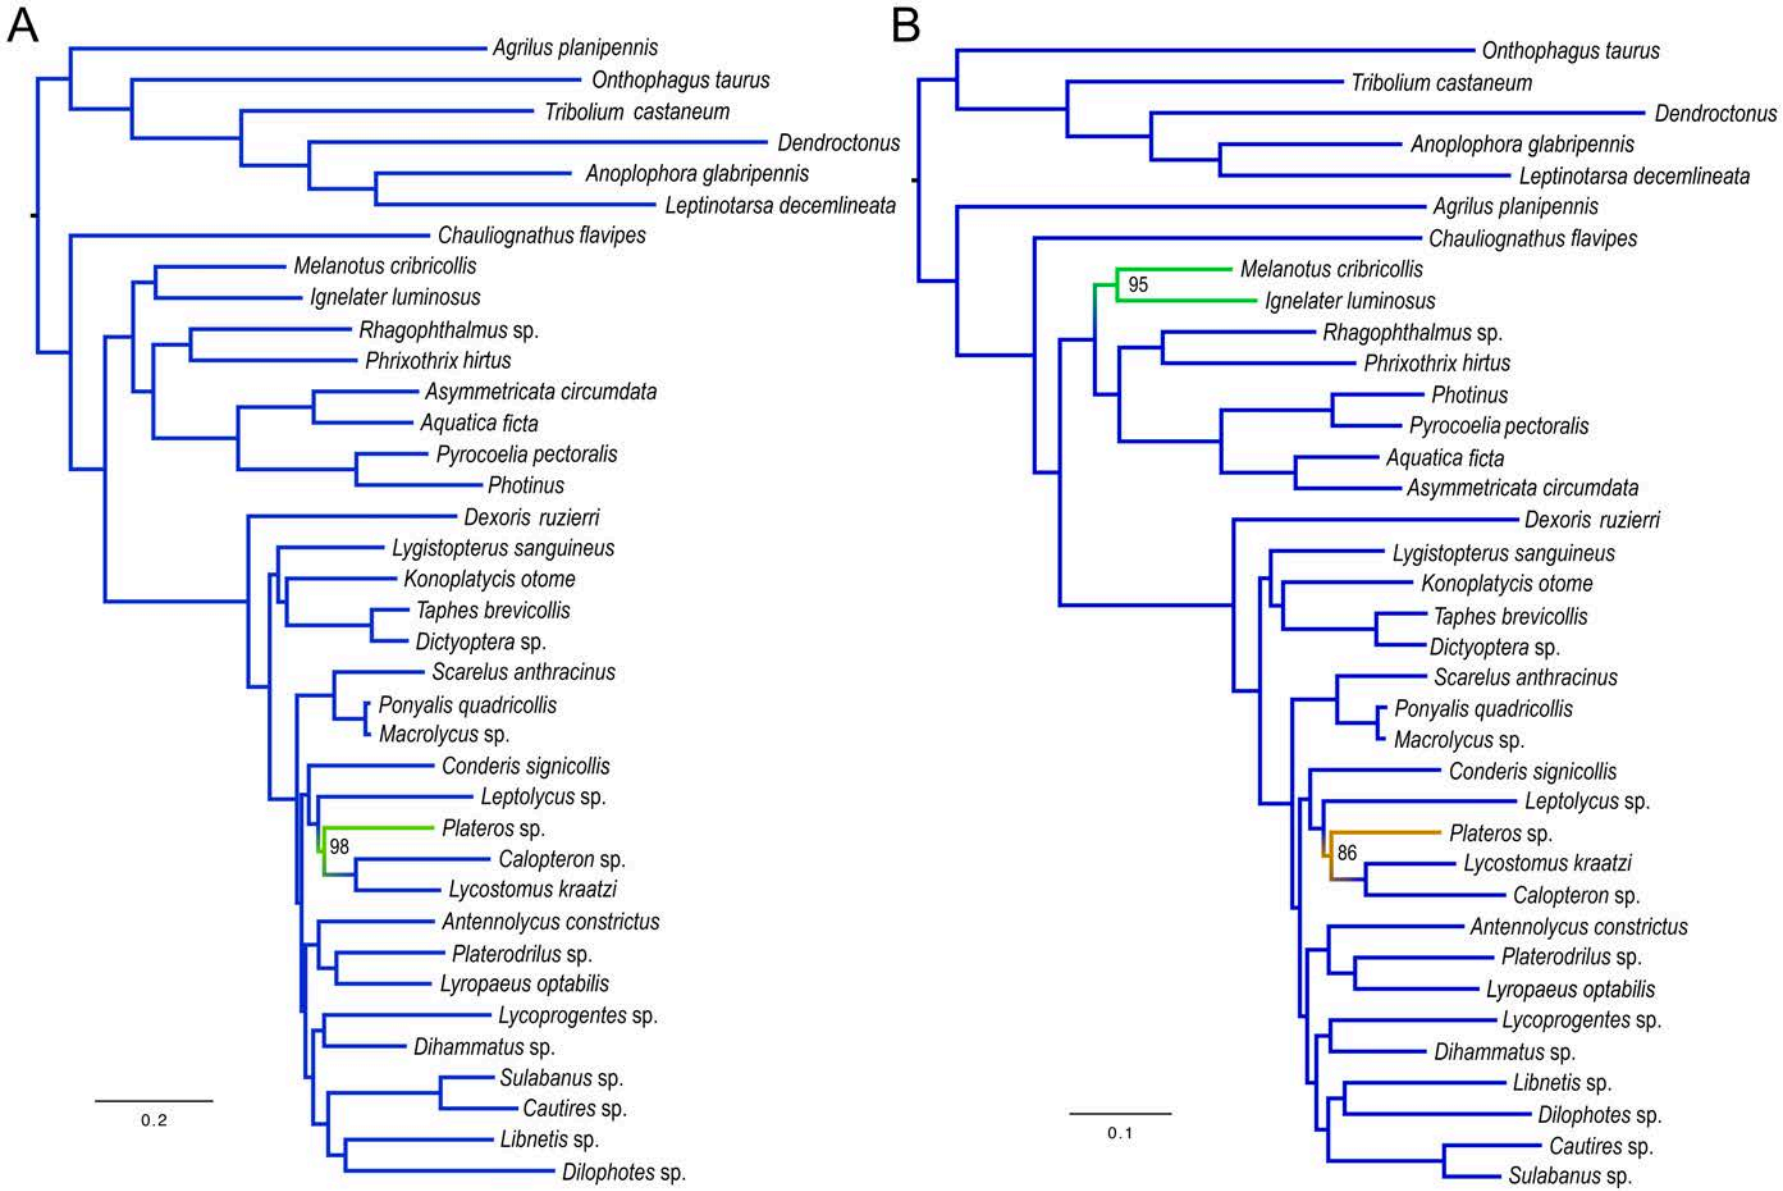 A
Agrilus planipennis
Onthophagus taurus
Tribolium castaneum
Dendroctonus
Anoplophora glabripennis
Leptinotarsa decemlineata
Chauliognathus flavipes
Melanotus cribricollis
Ignelater luminosus
Rhagophthalmus sp.
Phrixothrix hirtus
Asymmetricata circumdata
Aquatica ficta
Pyrocoelia pectoralis
Photinus
Dexoris ruzierri
Lygistopterus sanguineus
Konoplatycis otome
Taphes brevicollis
Dictyoptera sp.
Scarelus anthracinus
Ponyalis quadricollis
Macrolycus sp.
Conderis signicollis
Leptolycus sp.
Plateros sp.
98
Calopteron sp.
Lycostomus kraatzi
Antennolycus constrictus
Platerodrilus sp.
Lyropaeus optabilis
Lycoprogentes sp.
Dihammatus sp.
Sulabanus sp.
Cautires sp.
Libnetis sp.
Dilophotes sp.
0.2
B
Onthophagus taurus
Tribolium castaneum
Dendroctonus
Anoplophora glabripennis
Leptinotarsa decemlineata
Agrilus planipennis
Chauliognathus flavipes
Melanotus cribricollis
95
Ignelater luminosus
Rhagophthalmus sp.
Phrixothrix hirtus
Photinus
Pyrocoelia pectoralis
Aquatica ficta
Asymmetricata circumdata
Dexoris ruzierri
Lygistopterus sanguineus
Konoplatycis otome
Taphes brevicollis
Dictyoptera sp.
Scarelus anthracinus
Ponyalis quadricollis
Macrolycus sp.
Conderis signicollis
Leptolycus sp.
Plateros sp.
86
Lycostomus kraatzi
Calopteron sp.
Antennolycus constrictus
Platerodrilus sp.
Lyropaeus optabilis
Lycoprogentes sp.
Dihammatus sp.
Libnetis sp.
Dilophotes sp.
Cautires sp.
Sulabanus sp.
0.1